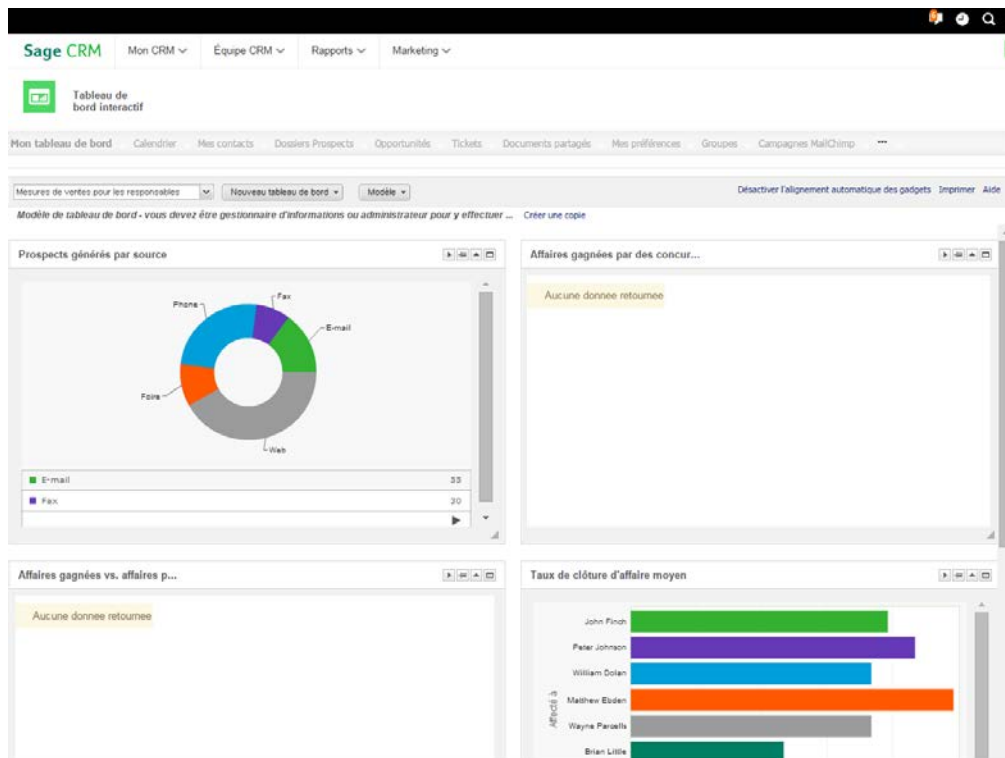 Sage CRM Mon CRM Équipe CRM Rapports Marketing
Tableau de
bord interactif
Mon tableau de bord Calendrier Mes contacts Dossiers Prospects Opportunités Tickets Documents partagés Mes préférences Groupes Campagnes MailChimp ...
Mesures de ventes pour les responsables Nouveau tableau de bord Modèle Désactiver l'alignement automatique des gadgets Imprimer Aide
Modèle de tableau de bord - vous devez être gestionnaire d'informations ou administrateur pour y effectuer ... Créer une copie
Prospects générés par source
Phone
Fax
E-mail
Foire
Web
E-mail 33
Fax 20
Affaires gagnées par des concur...
Aucune donnee retournee
Affaires gagnées vs. affaires p...
Aucune donnee retournee
Taux de clôture d'affaire moyen
Affecté à
John Finch
Peter Johnson
William Dolan
Matthew Ebden
Wayne Parcells
Brian Little